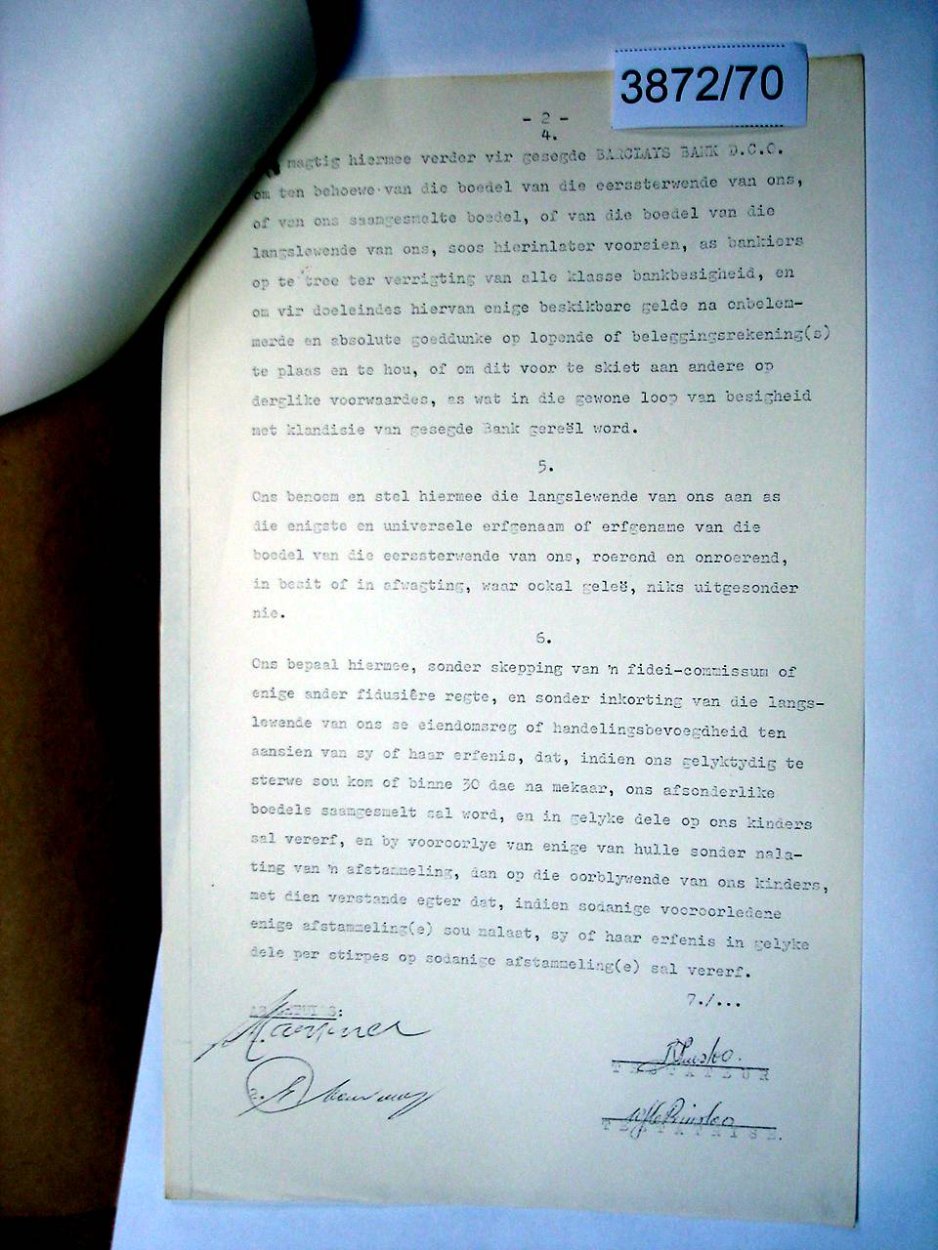 3872/70
- 2 -
4.
magtig hiermee verder vir gesegde BARCLAYS BANK D.C.O.
om ten behoewe van die boedel van die eerssterwende van ons,
of van ons saamgesmelte boedel, of van die boedel van die
langslewende van ons, soos hierinlater voorsien, as bankiers
op te tree ter verrigting van alle klasse bankbesigheid, en
om vir doeleindes hiervan enige beskikbare gelde na onbelem-
merde en absolute goeddunke op lopende of beleggingsrekening(s)
te plaas en te hou, of om dit voor te skiet aan andere op
derglike voorwaardes, as wat in die gewone loop van besigheid
met klandisie van gesegde Bank gereël word.
5.
Ons benoem en stel hiermee die langslewende van ons aan as
die enigste en universele erfgenaam of erfgename van die
boedel van die eerssterwende van ons, roerend en onroerend,
in besit of in afwagting, waar ookal geleë, niks uitgesonder
nie.
6.
Ons bepaal hiermee, sonder skepping van 'n fidei-commissum of
enige ander fidusiêre regte, en sonder inkorting van die langs-
lewende van ons se eiendomsreg of handelingsbevoegdheid ten
aansien van sy of haar erfenis, dat, indien ons gelyktydig te
sterwe sou kom of binne 30 dae na mekaar, ons afsonderlike
boedels saamgesmelt sal word, en in gelyke dele op ons kinders
sal vererf, en by vooroorlye van enige van hulle sonder nala-
ting van 'n afstammeling, dan op die oorblywende van ons kinders,
met dien verstande egter dat, indien sodanige vooroorledene
enige afstammeling(e) sou nalaat, sy of haar erfenis in gelyke
dele per stirpes op sodanige afstammeling(e) sal vererf.
7./...
TESTATEUR
TESTATRISE.